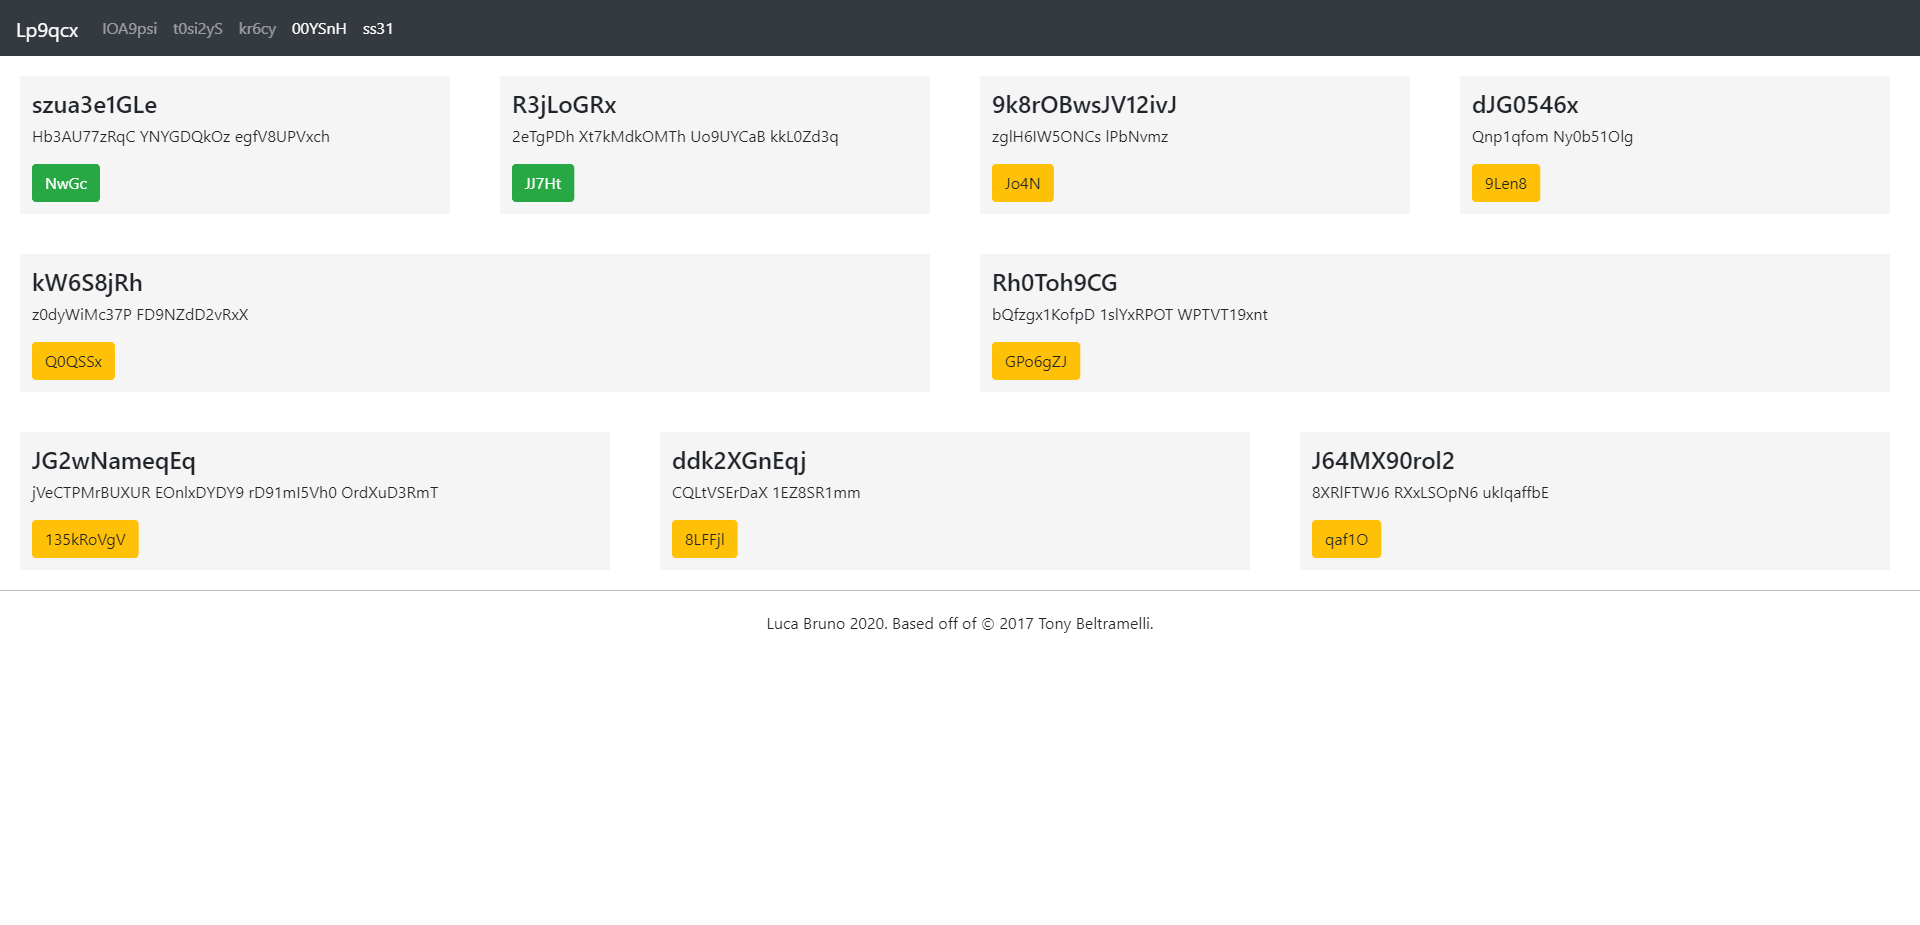 Lp9qcx IOA9psi t0si2yS kr6cy 00YSnH ss31
szua3e1GLe
Hb3AU77zRqC YNYGDQkOz egfV8UPVxch
NwGc
R3jLoGRx
2eTgPDh Xt7kMdkOMTh Uo9UYCaB kkL0Zd3q
JJ7Ht
9k8rOBwsJV12ivJ
zglH6IW5ONCs lPbNvmz
Jo4N
dJG0546x
Qnp1qfom Ny0b51Olg
9Len8
kW6S8jRh
z0dyWiMc37P FD9NZdD2vRxX
Q0QSSx
Rh0Toh9CG
bQfzgx1KofpD 1slYxRPOT WPTVT19xnt
GPo6gZJ
JG2wNameqEq
jVeCTPMrBUXUR EOnlxDYDY9 rD91mI5Vh0 OrdXuD3RmT
135kRoVgV
ddk2XGnEqj
CQLtVSErDaX 1EZ8SR1mm
8LFFjl
J64MX90rol2
8XRlFTWJ6 RXxLSOpN6 ukIqaffbE
qaf1O
Luca Bruno 2020. Based off of © 2017 Tony Beltramelli.